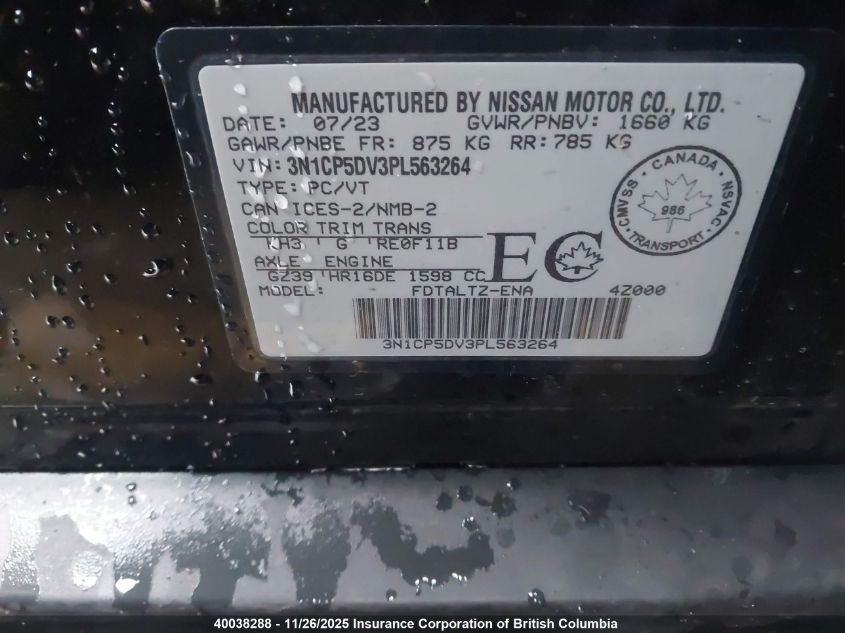 MANUFACTURED BY NISSAN MOTOR CO., LTD.
DATE: 07/23 GVWR/PNBV: 1660 KG
GAWR/PNBE FR: 875 KG RR: 785 KG
VIN: 3N1CP5DV3PL563264
TYPE: PC/VT
CAN ICES-2/NMB-2
COLOR TRIM TRANS
KH3 ' G ' RE0F11B
AXLE ENGINE
GZ39 'HR16DE 1598 CC
EC
MODEL: FDTALTZ-ENA 4Z000
3N1CP5DV3PL563264
CANADA
CMVSS
NSVAC
986
TRANSPORT
40038288 - 11/26/2025 Insurance Corporation of British Columbia